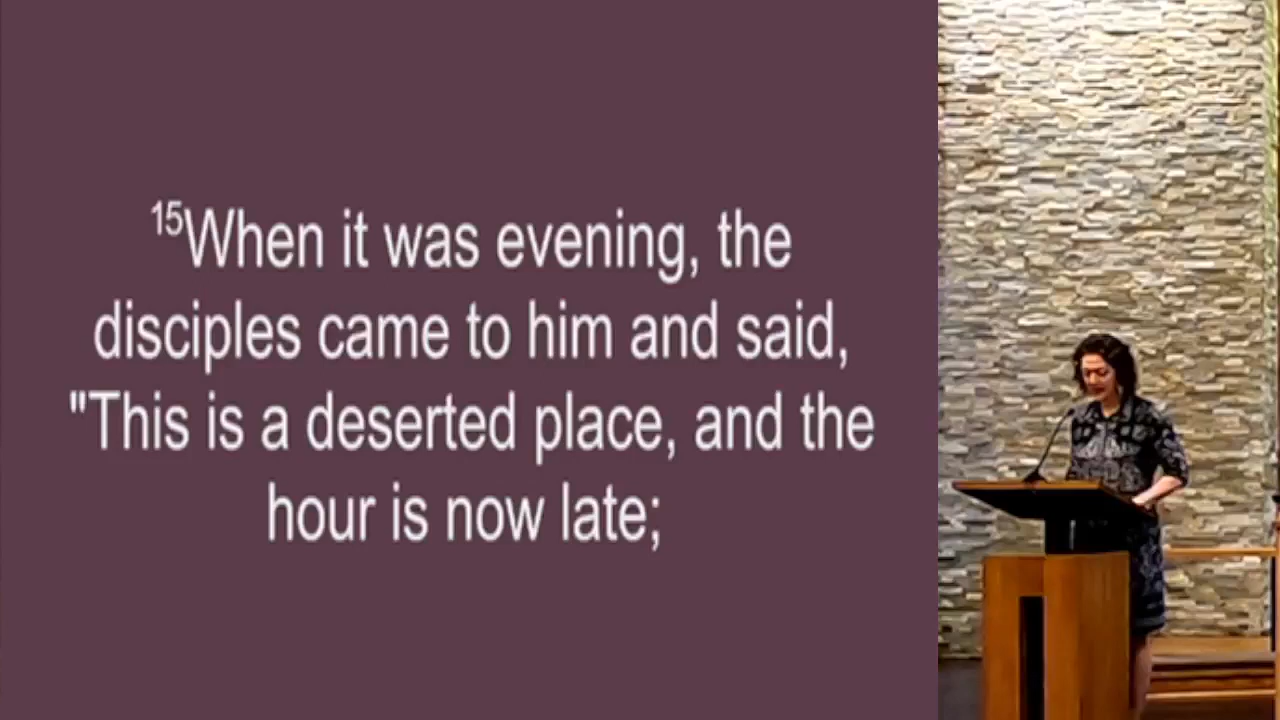 ¹⁵When it was evening, the
disciples came to him and said,
"This is a deserted place, and the
hour is now late;